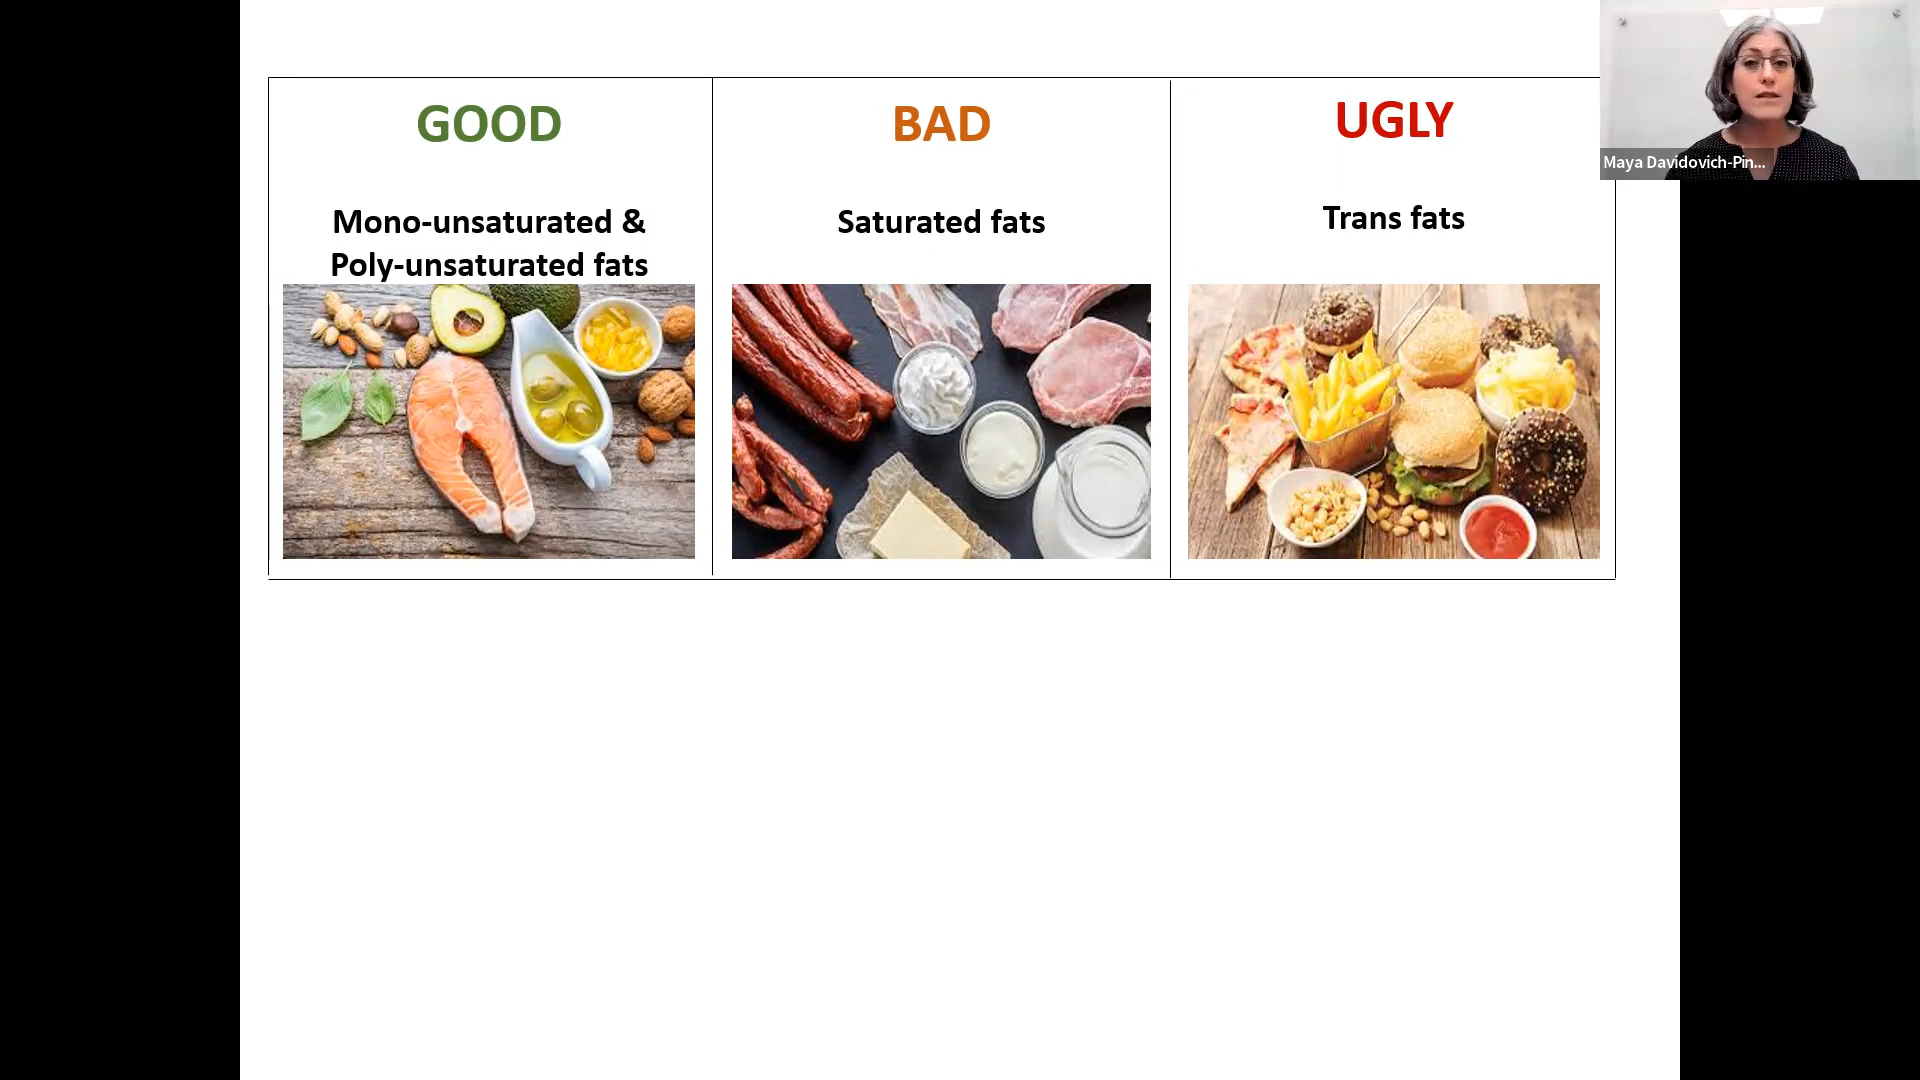 GOOD
Mono-unsaturated &
Poly-unsaturated fats
BAD
Saturated fats
UGLY
Trans fats
Maya Davidovich-Pin...